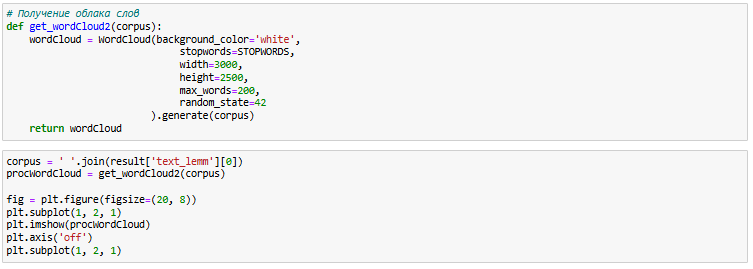 # Получение облака слов
def get_wordCloud2(corpus):
    wordCloud = WordCloud(background_color='white',
                          stopwords=STOPWORDS,
                          width=3000,
                          height=2500,
                          max_words=200,
                          random_state=42
                         ).generate(corpus)
    return wordCloud
corpus = ' '.join(result['text_lemm'][0])
procWordCloud = get_wordCloud2(corpus)
fig = plt.figure(figsize=(20, 8))
plt.subplot(1, 2, 1)
plt.imshow(procWordCloud)
plt.axis('off')
plt.subplot(1, 2, 1)